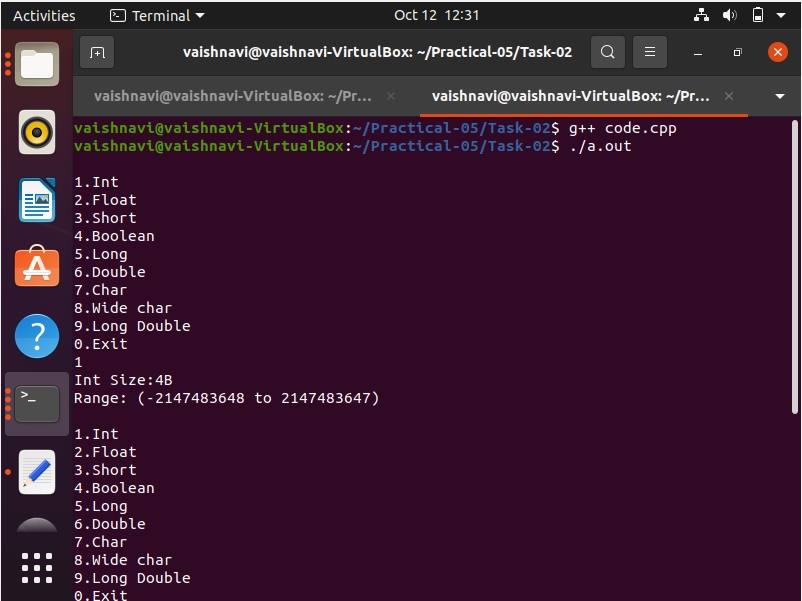 Activities
Terminal
Oct 12 12:31
vaishnavi@vaishnavi-VirtualBox: ~/Practical-05/Task-02
vaishnavi@vaishnavi-VirtualBox: ~/Pr...
vaishnavi@vaishnavi-VirtualBox: ~/Pr...
vaishnavi@vaishnavi-VirtualBox:~/Practical-05/Task-02$ g++ code.cpp
vaishnavi@vaishnavi-VirtualBox:~/Practical-05/Task-02$ ./a.out
1.Int
2.Float
3.Short
4.Boolean
5.Long
6.Double
7.Char
8.Wide char
9.Long Double
0.Exit
1
Int Size:4B
Range: (-2147483648 to 2147483647)
1.Int
2.Float
3.Short
4.Boolean
5.Long
6.Double
7.Char
8.Wide char
9.Long Double
0.Exit